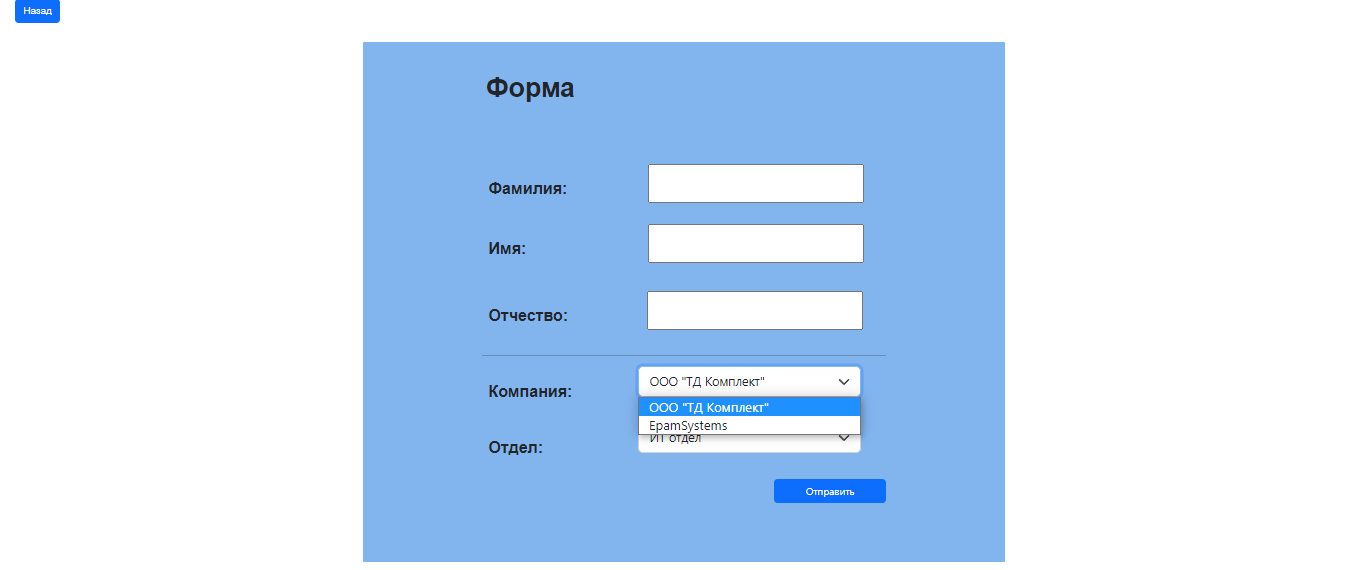 Назад
Форма
Фамилия:
Имя:
Отчество:
Компания:
ООО "ТД Комплект"
ООО "ТД Комплект"
EpamSystems
Отдел:
ИТ отдел
Отправить